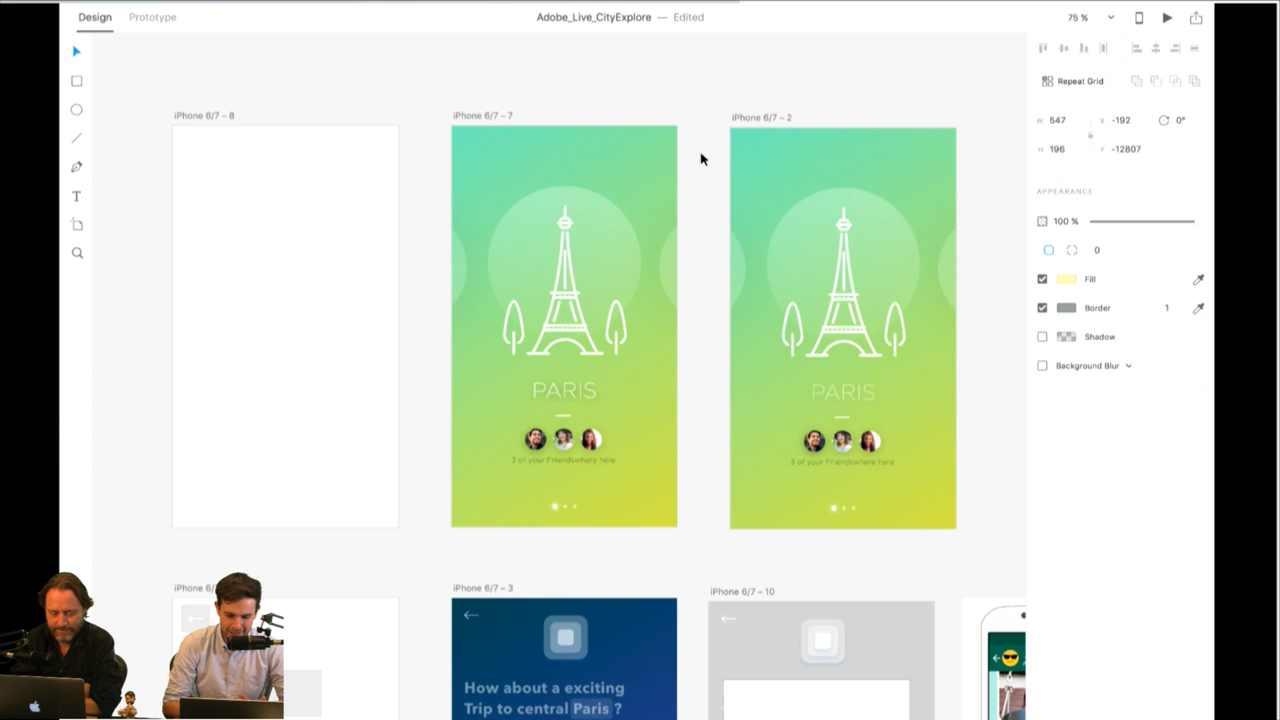 Design Prototype Adobe_Live_CityExplore — Edited 75 %
iPhone 6/7 – 8 iPhone 6/7 – 7 iPhone 6/7 – 2
Repeat Grid
W 547 X -192 0°
H 196 Y -12807
APPEARANCE
100 %
0
Fill
Border 1
Shadow
Background Blur
T
PARIS
3 of your Friends where here
PARIS
3 of your Friends where here
iPhone 6/7 – 3
iPhone 6/7 – 10
How about a exciting
Trip to central Paris ?